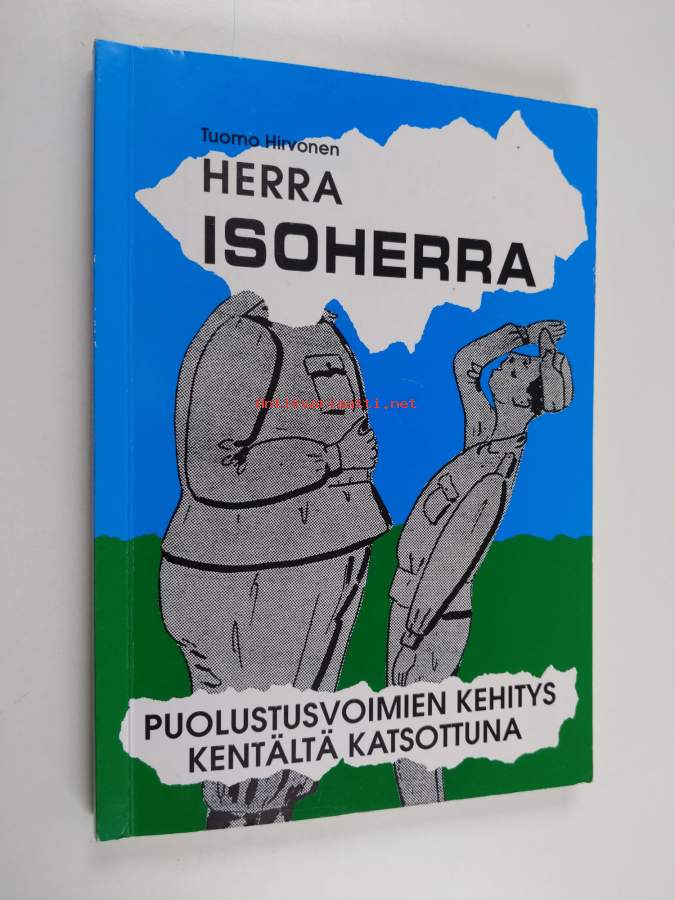 Tuomo Hirvonen
HERRA
ISOHERRA
antikvariaatti.net
PUOLUSTUSVOIMIEN KEHITYS
KENTÄLTÄ KATSOTTUNA